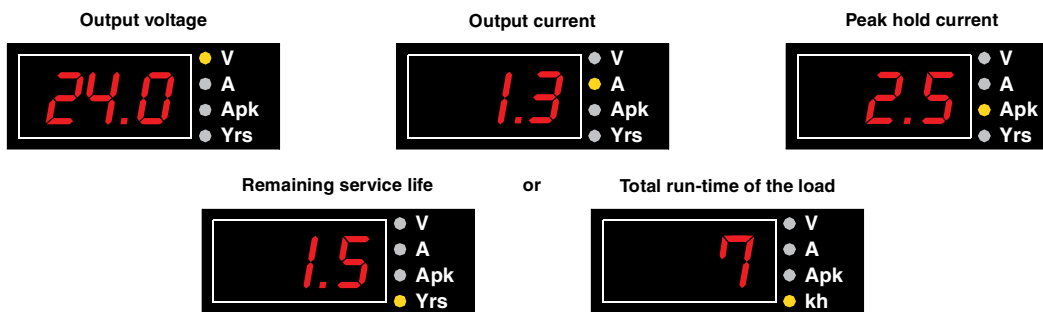 Output voltage
24.0
V
A
Apk
Yrs
Output current
1.3
V
A
Apk
Yrs
Peak hold current
2.5
V
A
Apk
Yrs
Remaining service life
1.5
V
A
Apk
Yrs
or
Total run-time of the load
7
V
A
Apk
kh